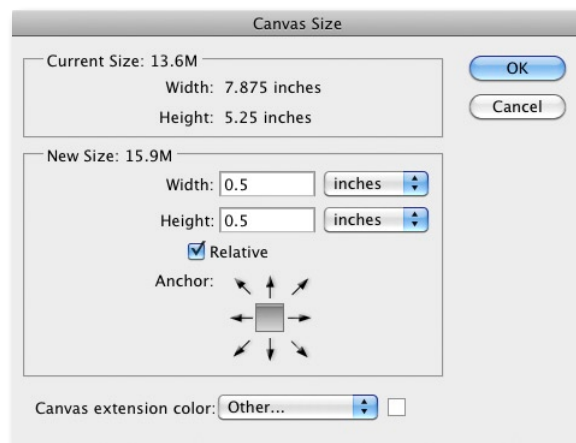 Canvas Size
Current Size: 13.6M
Width: 7.875 inches
Height: 5.25 inches
OK
Cancel
New Size: 15.9M
Width: 0.5 inches
Height: 0.5 inches
Relative
Anchor:
Canvas extension color: Other...